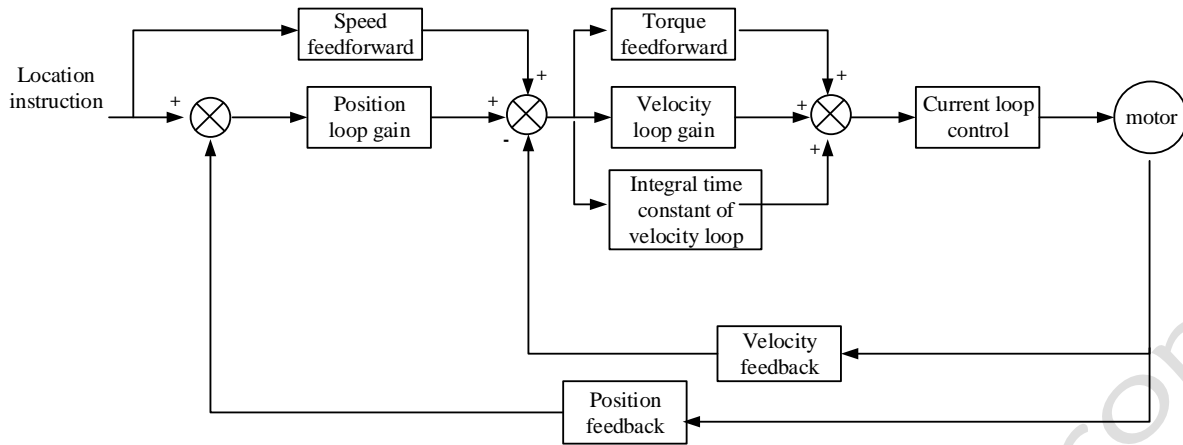 Speed
feedforward
Torque
feedforward
Location
instruction
+
+
+
Position
loop gain
+
-
Velocity
loop gain
+
+
Current loop
control
motor
Integral time
constant of
velocity loop
Velocity
feedback
Position
feedback